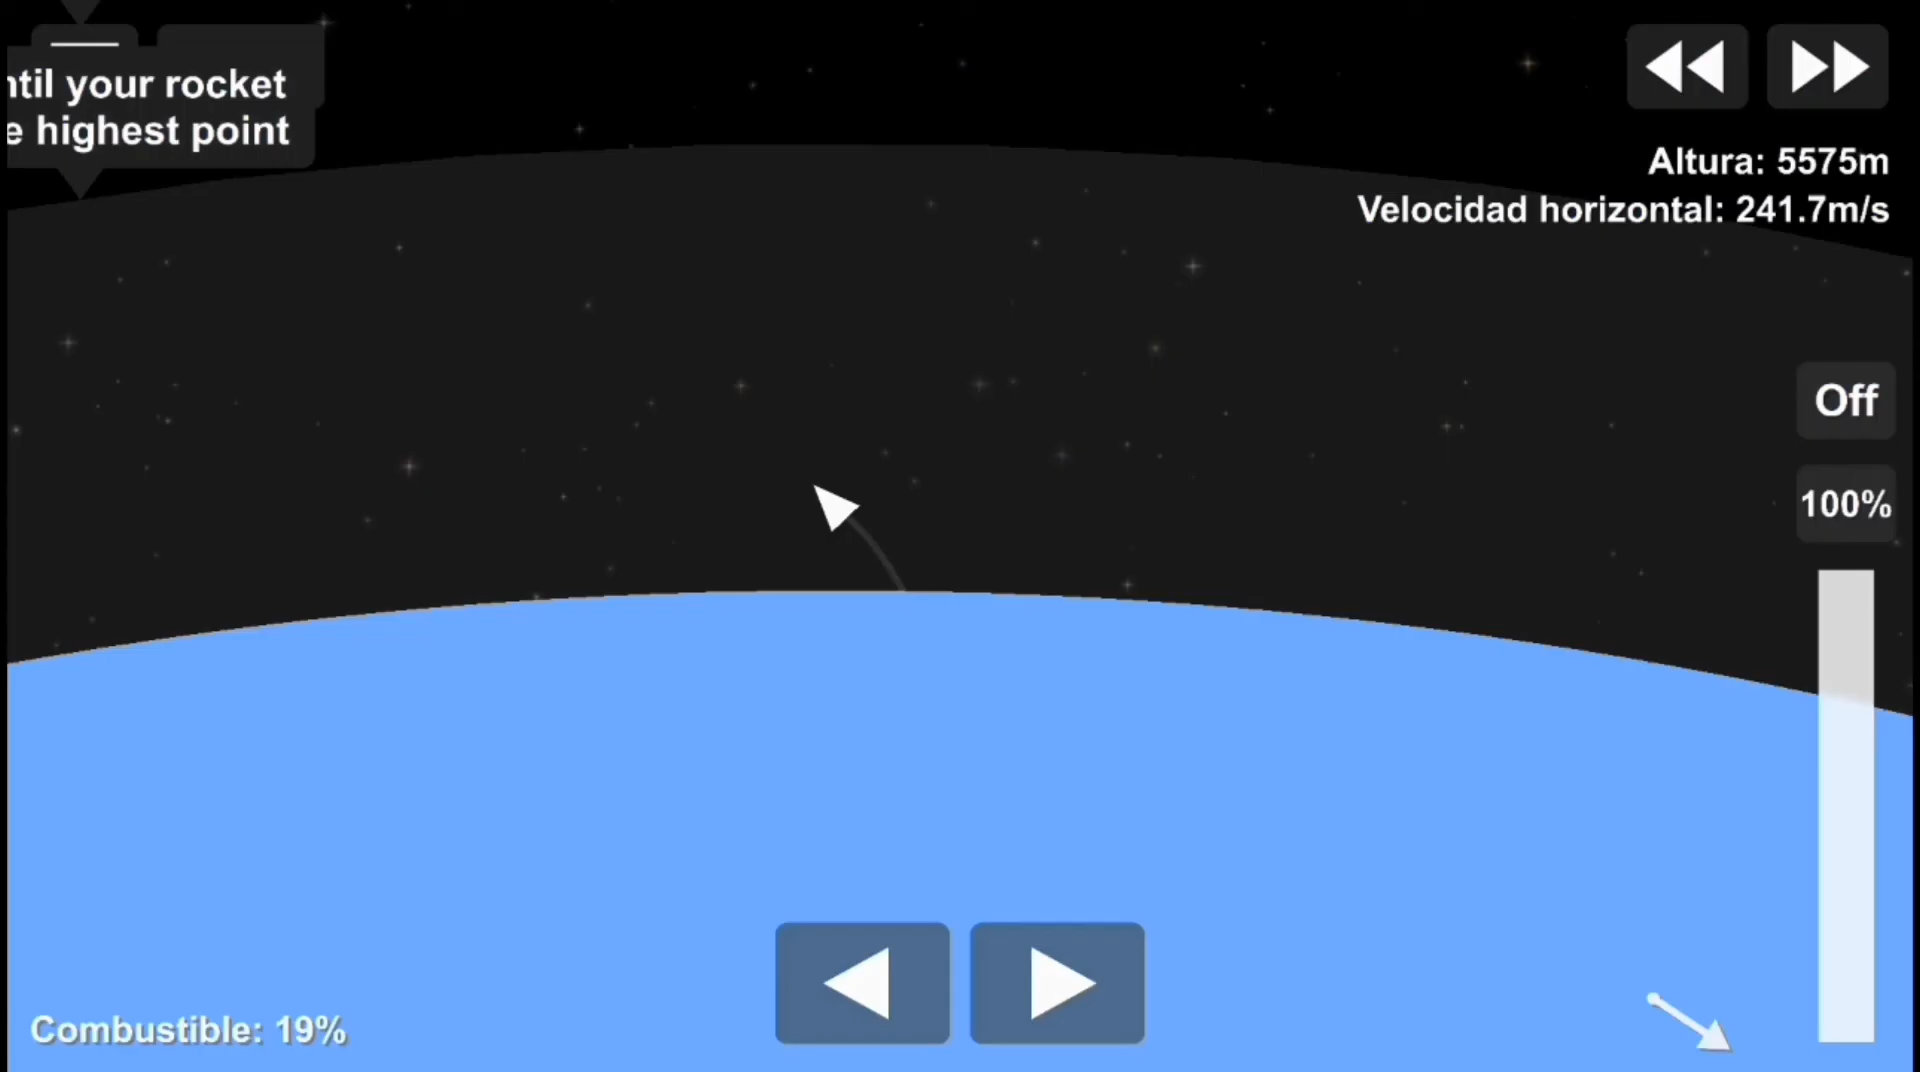 ntil your rocket
e highest point
Altura: 5575m
Velocidad horizontal: 241.7m/s
Off
100%
Combustible: 19%